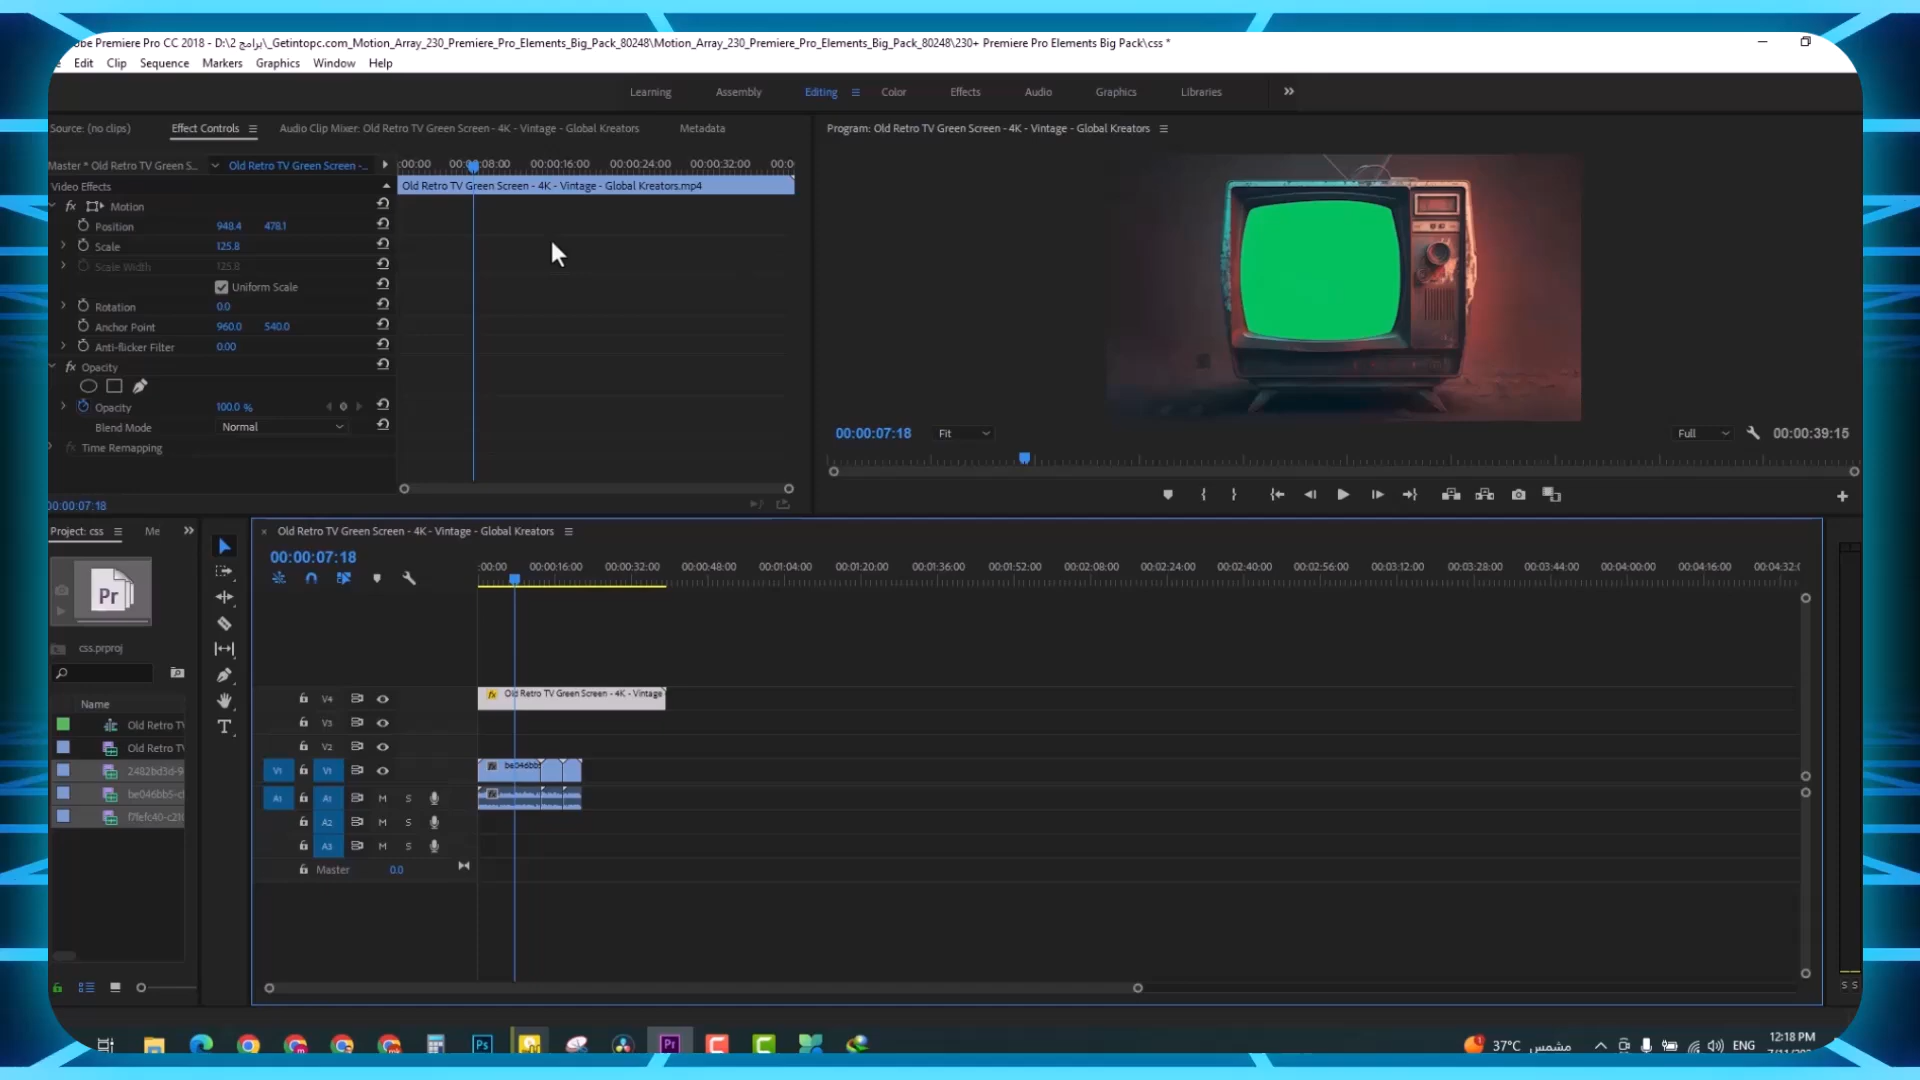 be Premiere Pro CC 2018 - D:\2 برامج\_Getintopc.com_Motion_Array_230_Premiere_Pro_Elements_Big_Pack_80248\Motion_Array_230_Premiere_Pro_Elements_Big_Pack_80248\230+ Premiere Pro Elements Big Pack\css *
Edit Clip Sequence Markers Graphics Window Help
Learning Assembly Editing Color Effects Audio Graphics Libraries
Source: (no clips) Effect Controls Audio Clip Mixer: Old Retro TV Green Screen - 4K - Vintage - Global Kreators Metadata
Program: Old Retro TV Green Screen - 4K - Vintage - Global Kreators
Master * Old Retro TV Green S... Old Retro TV Green Screen -... :00:00 00:00:08:00 00:00:16:00 00:00:24:00 00:00:32:00 00:0
Video Effects
Old Retro TV Green Screen - 4K - Vintage - Global Kreators.mp4
fx Motion
Position 948.4 478.1
Scale 125.8
Scale Width 125.8
Uniform Scale
Rotation 0.0
Anchor Point 960.0 540.0
Anti-flicker Filter 0.00
fx Opacity
Opacity 100.0 %
Blend Mode Normal
fx Time Remapping
00:00:07:18
00:00:07:18 Fit Full 00:00:39:15
Project: css Me
Old Retro TV Green Screen - 4K - Vintage - Global Kreators
00:00:07:18
:00:00 00:00:16:00 00:00:32:00 00:00:48:00 00:01:04:00 00:01:20:00 00:01:36:00 00:01:52:00 00:02:08:00 00:02:24:00 00:02:40:00 00:02:56:00 00:03:12:00 00:03:28:00 00:03:44:00 00:04:00:00 00:04:16:00 00:04:32:0
Pr
css.prproj
Name
Old Retro TV
Old Retro TV
2482bd3d-9
be046bb5-c
f7fefc40-c21
V4 fx Old Retro TV Green Screen - 4K - Vintage
V3
V2
V1 V1 fx be046bb5
A1 A1 M S
A2 M S
A3 M S
Master 0.0
S S
Ps Pr
37°C مشمس ENG
12:18 PM